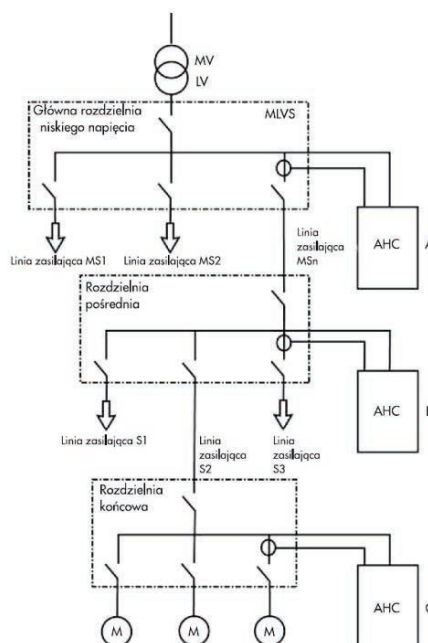 MV
LV
Główna rozdzielnia
niskiego napięcia
MLVS
Linia zasilająca MS1
Linia zasilająca MS2
Linia
zasilająca
MSn
AHC
A
Rozdzielnia
pośrednia
AHC
Linia zasilająca S1
Linia
zasilająca
S2
Linia
zasilająca
S3
Rozdzielnia
końcowa
AHC
M
M
M